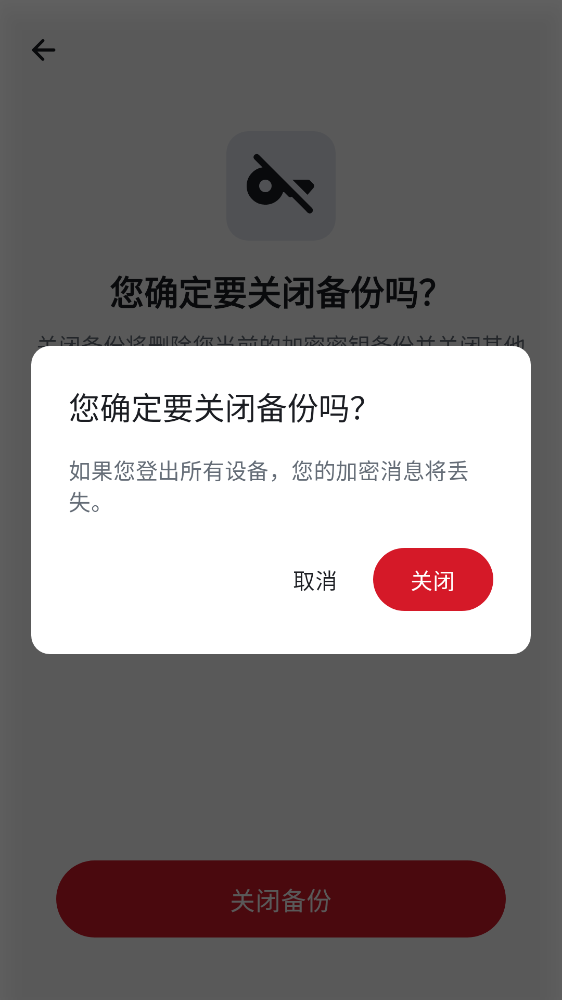 您确定要关闭备份吗？
关闭备份将删除您当前的加密密钥备份并关闭其他
您确定要关闭备份吗？
如果您登出所有设备，您的加密消息将丢
失。
取消
关闭
关闭备份